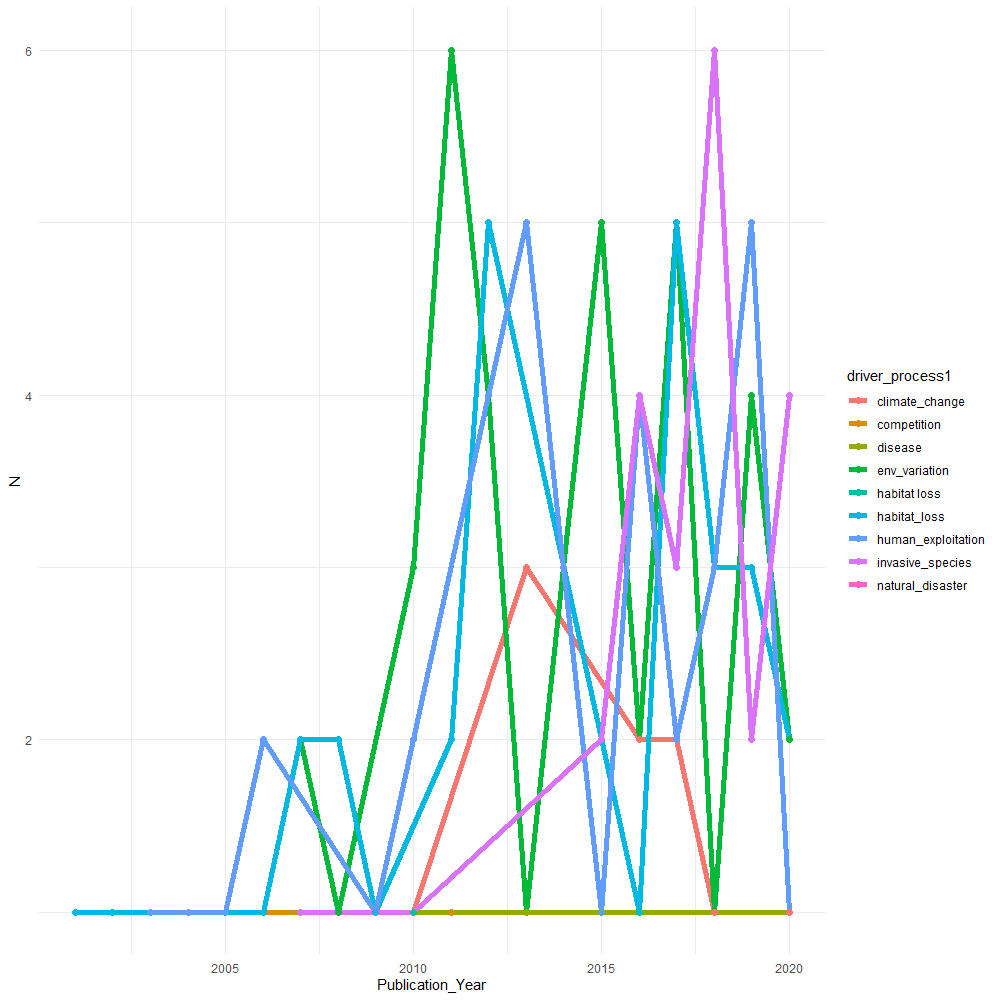 6
4
2
N
2005
2010
2015
2020
Publication_Year
driver_process1
climate_change
competition
disease
env_variation
habitat loss
habitat_loss
human_exploitation
invasive_species
natural_disaster